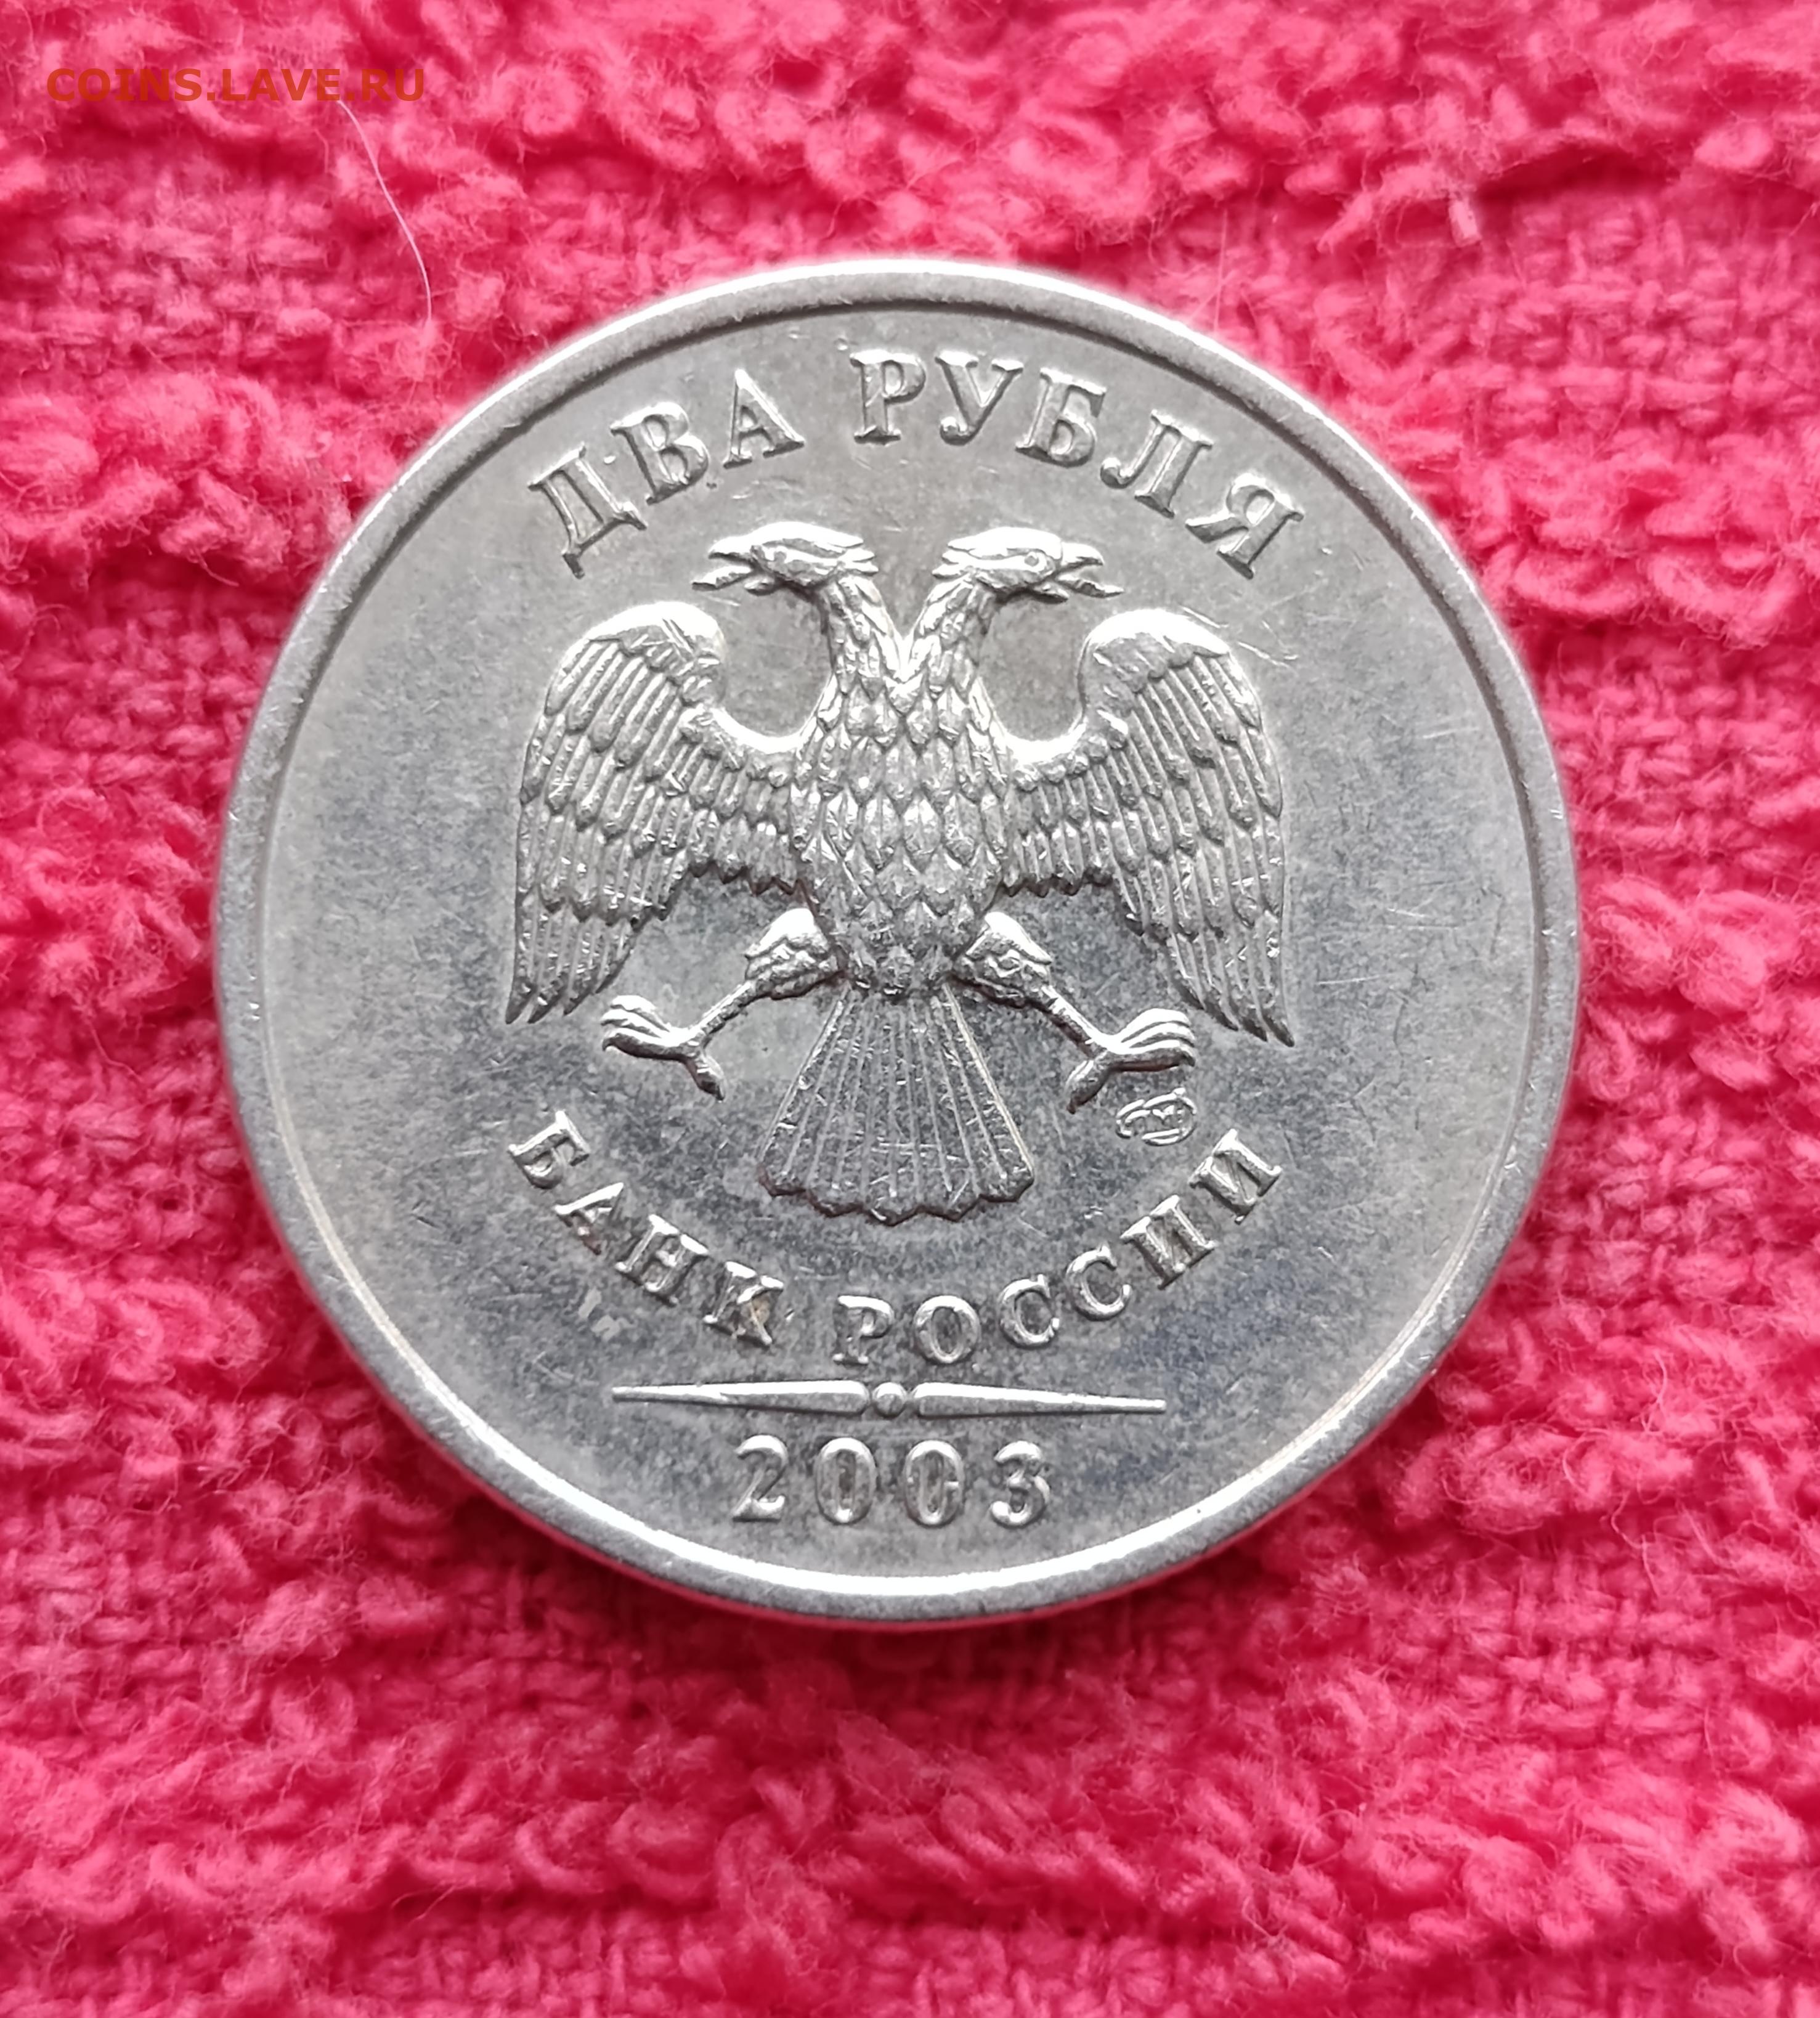 COINS.LAVE.RU
ДВА РУБЛЯ
БАНК РОССИИ
2003